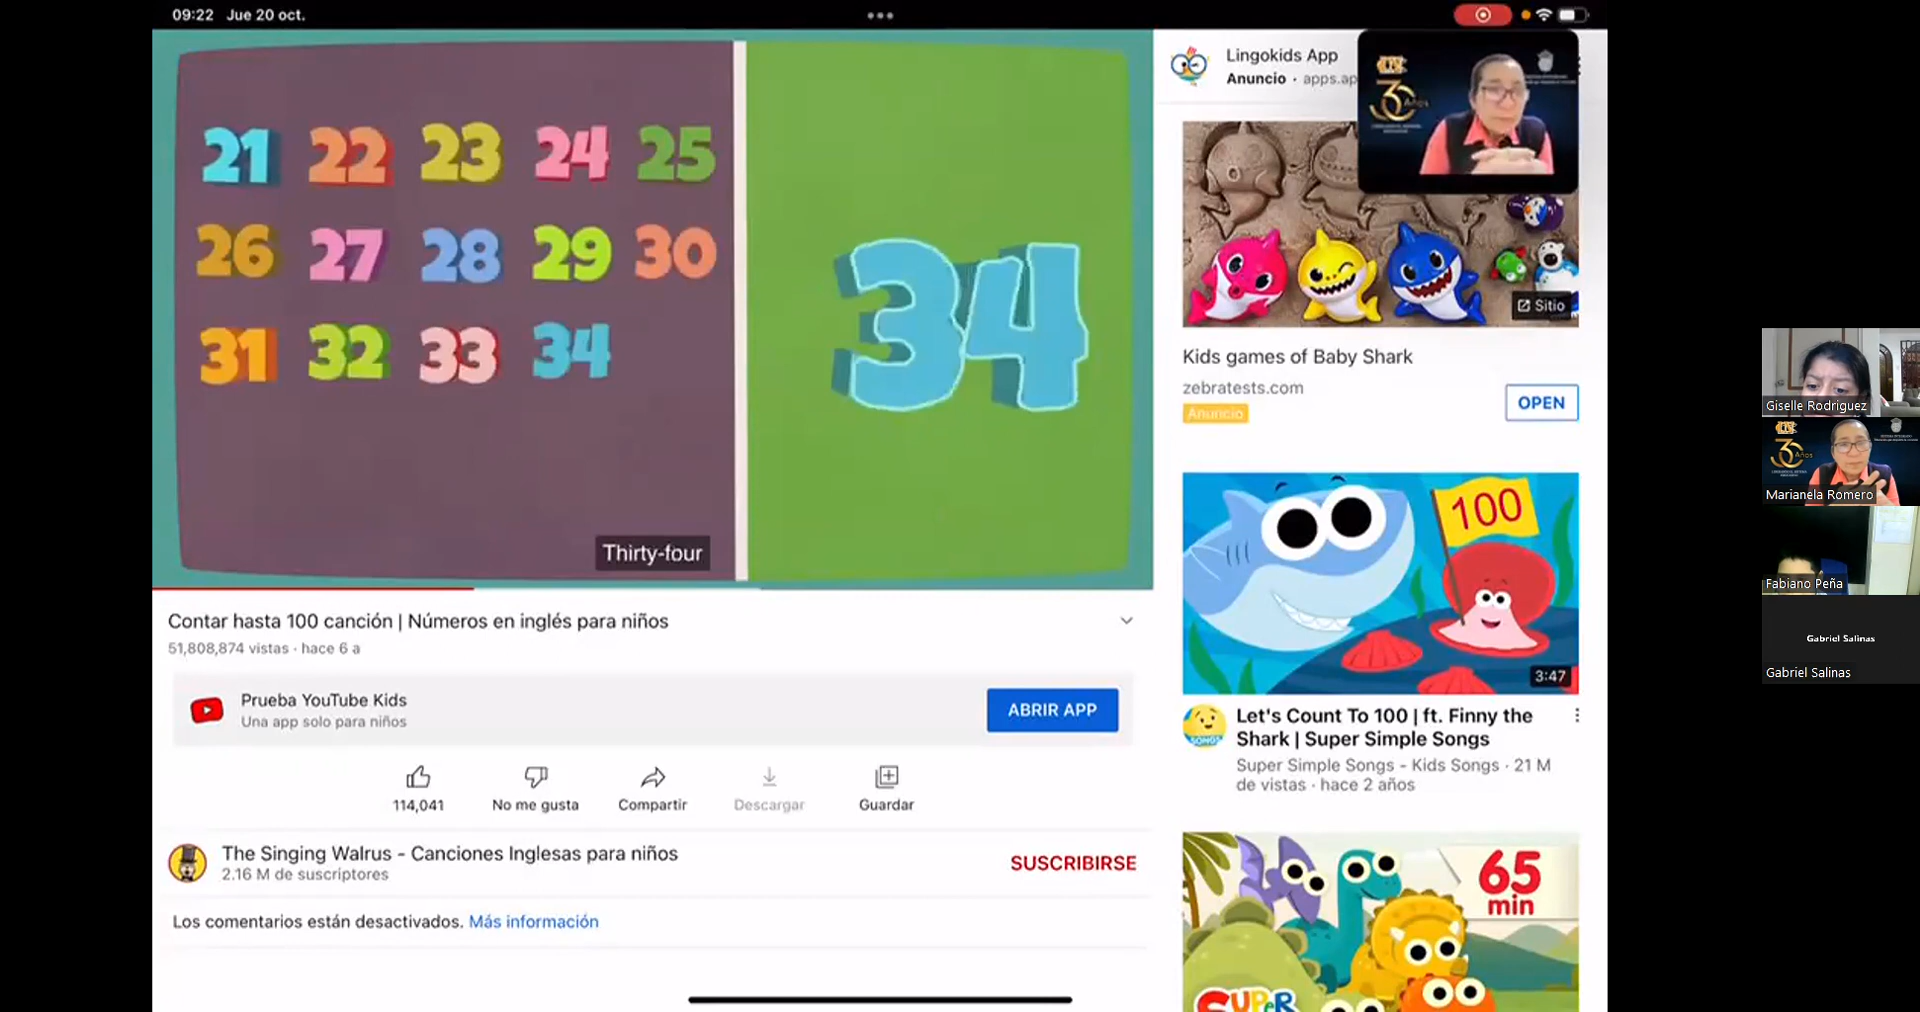 09:22 Jue 20 oct.
21 22 23 24 25
26 27 28 29 30
31 32 33 34
34
Thirty-four
Contar hasta 100 canción | Números en inglés para niños
51,808,874 vistas · hace 6 a
Prueba YouTube Kids
Una app solo para niños
ABRIR APP
114,041
No me gusta
Compartir
Descargar
Guardar
The Singing Walrus - Canciones Inglesas para niños
2.16 M de suscriptores
SUSCRIBIRSE
Los comentarios están desactivados. Más información
Lingokids App
Anuncio · apps.ap
30 Años
Sitio
Kids games of Baby Shark
zebratests.com
Anuncio
OPEN
100
3:47
Let's Count To 100 | ft. Finny the
Shark | Super Simple Songs
Super Simple Songs - Kids Songs · 21 M
de vistas · hace 2 años
SONGS
65
min
SUPER
Giselle Rodriguez
30 Años
Marianela Romero
Fabiano Peña
Gabriel Salinas
Gabriel Salinas